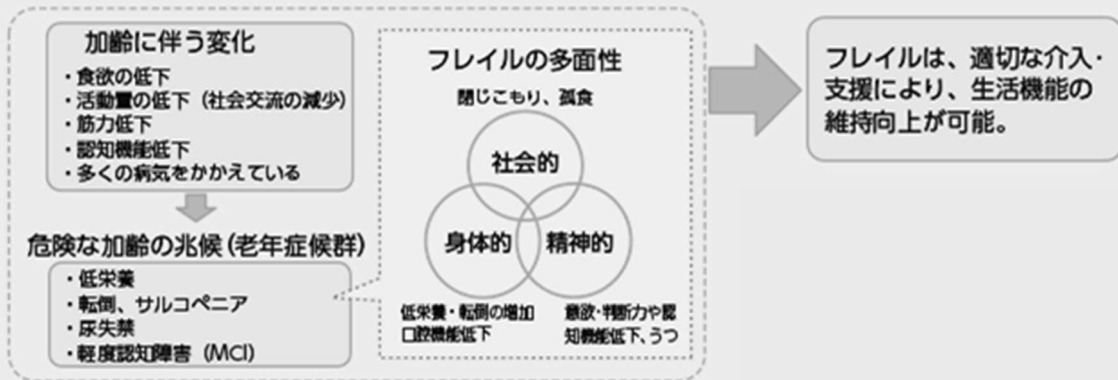 加齢に伴う変化
・食欲の低下
・活動量の低下（社会交流の減少）
・筋力低下
・認知機能低下
・多くの病気をかかえている
危険な加齢の兆候（老年症候群）
・低栄養
・転倒、サルコペニア
・尿失禁
・軽度認知障害（MCI）
フレイルの多面性
閉じこもり、孤食
社会的
身体的
精神的
低栄養・転倒の増加
口腔機能低下
意欲・判断力や認
知機能低下、うつ
フレイルは、適切な介入・
支援により、生活機能の
維持向上が可能。